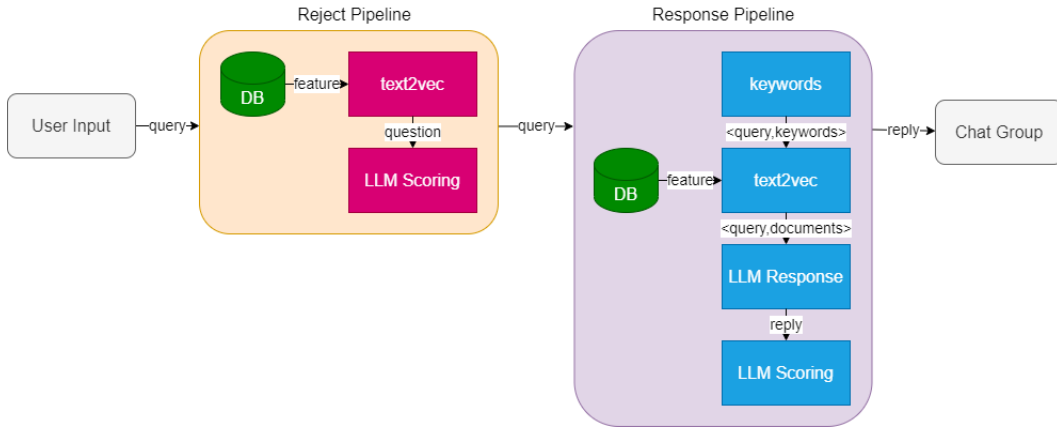 Reject Pipeline
Response Pipeline
User Input
query
DB
feature
text2vec
question
LLM Scoring
query
keywords
<query,keywords>
DB
feature
text2vec
<query,documents>
LLM Response
reply
LLM Scoring
reply
Chat Group